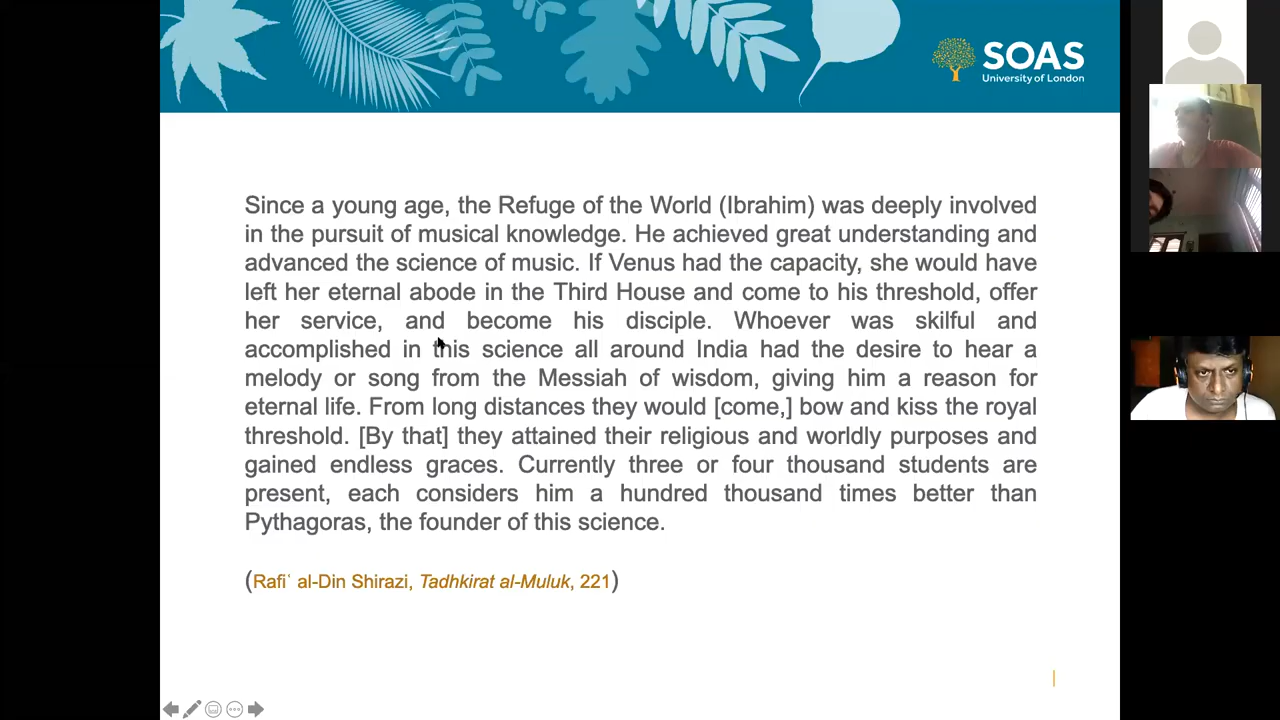 SOAS
University of London
Since a young age, the Refuge of the World (Ibrahim) was deeply involved
in the pursuit of musical knowledge. He achieved great understanding and
advanced the science of music. If Venus had the capacity, she would have
left her eternal abode in the Third House and come to his threshold, offer
her service, and become his disciple. Whoever was skilful and
accomplished in this science all around India had the desire to hear a
melody or song from the Messiah of wisdom, giving him a reason for
eternal life. From long distances they would [come,] bow and kiss the royal
threshold. [By that] they attained their religious and worldly purposes and
gained endless graces. Currently three or four thousand students are
present, each considers him a hundred thousand times better than
Pythagoras, the founder of this science.
(Rafiʿ al-Din Shirazi, Tadhkirat al-Muluk, 221)